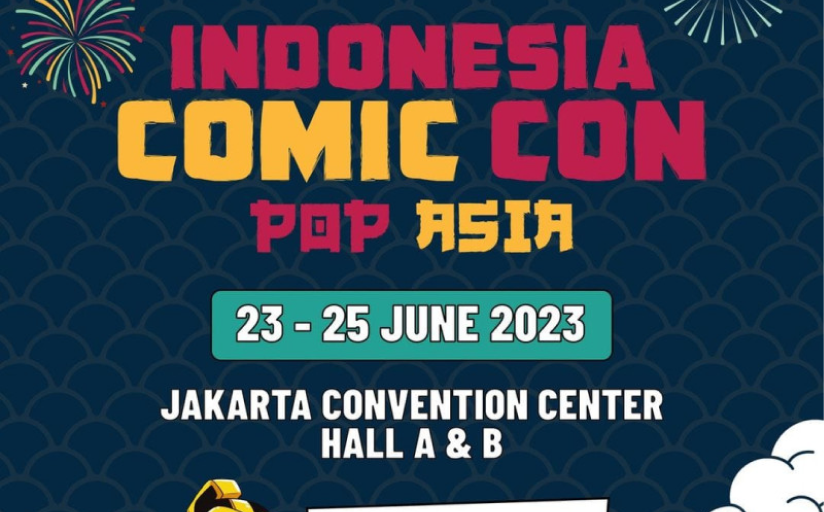 INDONESIA
COMIC CON
POP ASIA
23 - 25 JUNE 2023
JAKARTA CONVENTION CENTER
HALL A & B